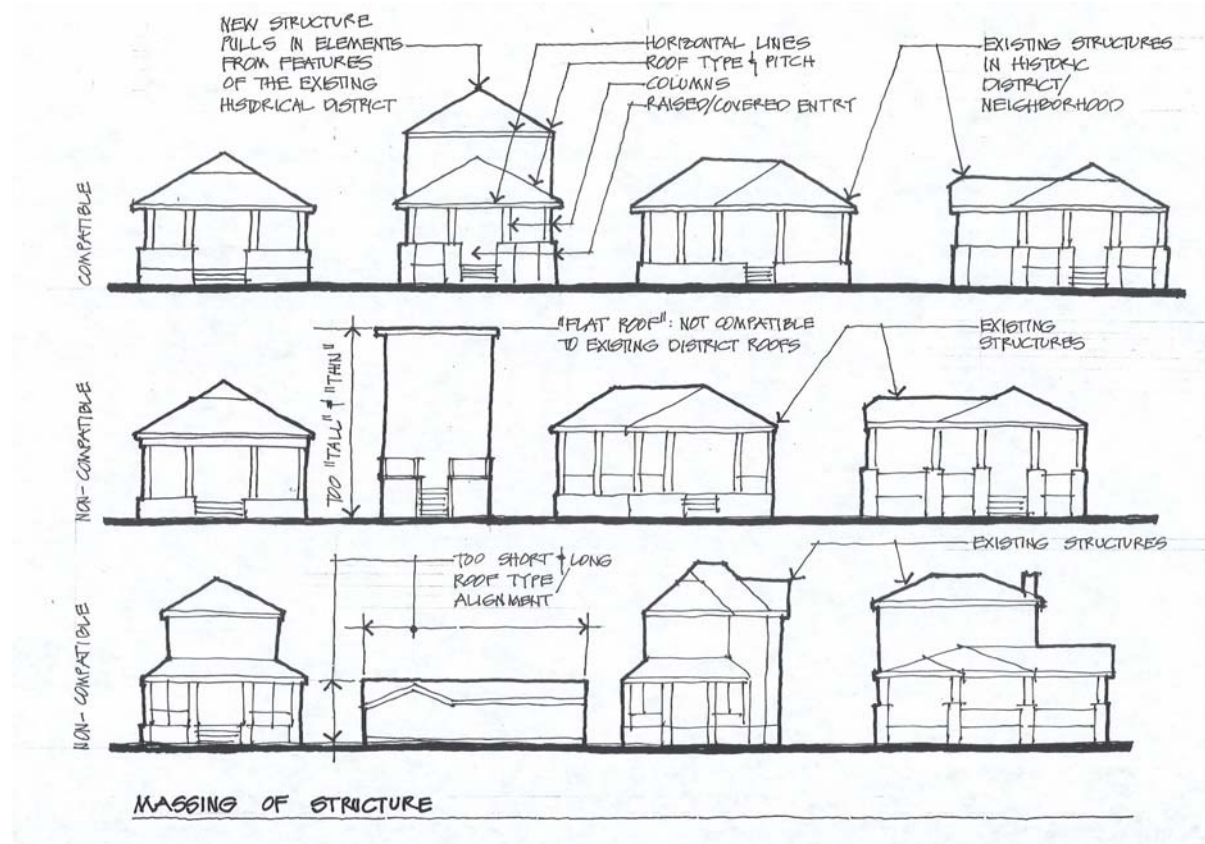 NEW STRUCTURE
PULLS IN ELEMENTS
FROM FEATURES
OF THE EXISTING
HISTORICAL DISTRICT
HORIZONTAL LINES
ROOF TYPE & PITCH
COLUMNS
RAISED/COVERED ENTRY
EXISTING STRUCTURES
IN HISTORIC
DISTRICT/
NEIGHBORHOOD
COMPATIBLE
"FLAT ROOF": NOT COMPATIBLE
TO EXISTING DISTRICT ROOFS
EXISTING
STRUCTURES
TOO "TALL" & "THIN"
NON-COMPATIBLE
TOO SHORT & LONG
ROOF TYPE/
ALIGNMENT
EXISTING STRUCTURES
NON-COMPATIBLE
MASSING OF STRUCTURE